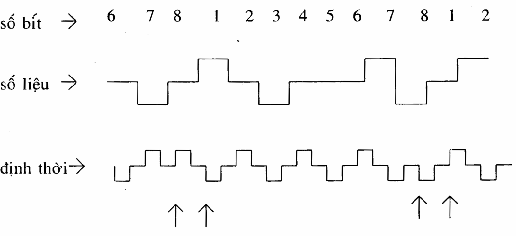 số bít → 6 7 8 1 2 3 4 5 6 7 8 1 2
số liệu →
định thời →